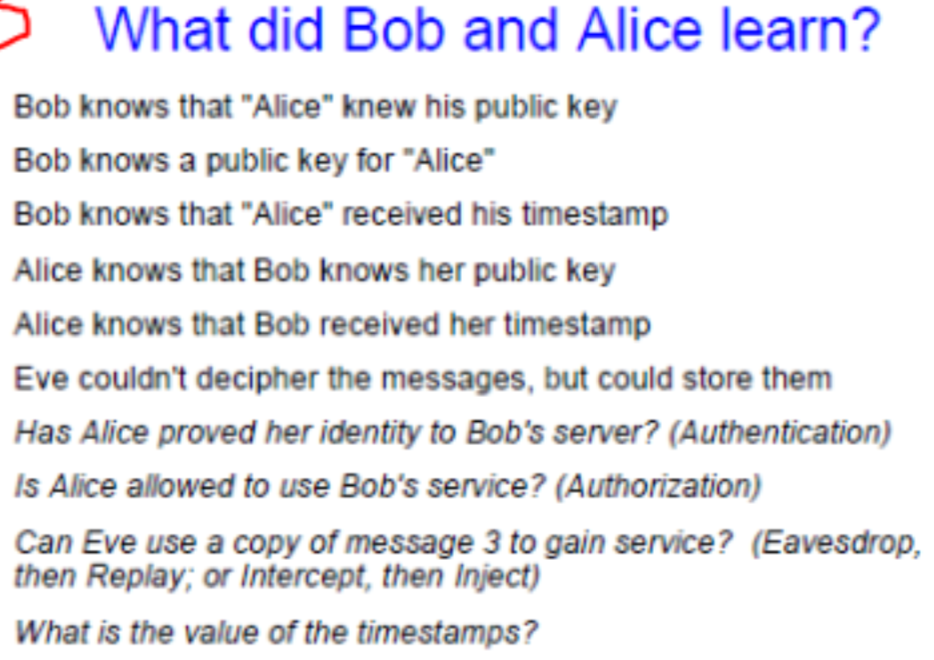 What did Bob and Alice learn?
Bob knows that "Alice" knew his public key
Bob knows a public key for "Alice"
Bob knows that "Alice" received his timestamp
Alice knows that Bob knows her public key
Alice knows that Bob received her timestamp
Eve couldn't decipher the messages, but could store them
Has Alice proved her identity to Bob's server? (Authentication)
Is Alice allowed to use Bob's service? (Authorization)
Can Eve use a copy of message 3 to gain service?  (Eavesdrop,
then Replay; or Intercept, then Inject)
What is the value of the timestamps?